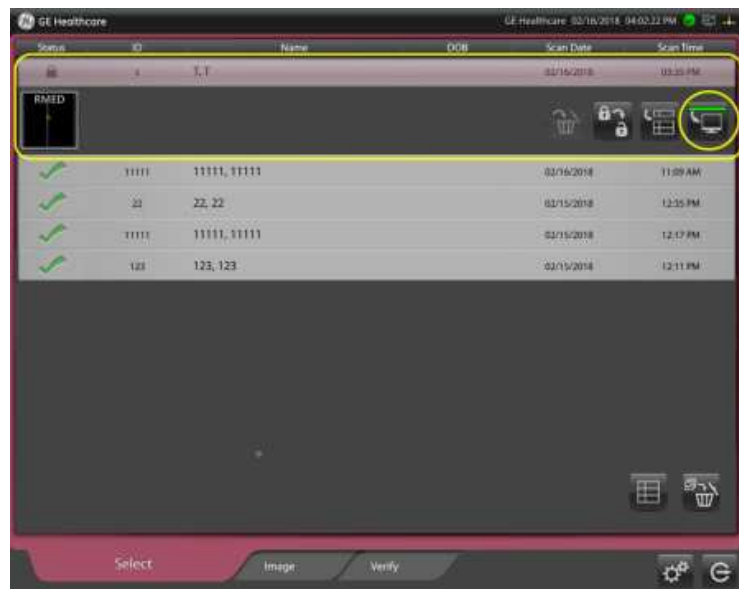 GE Healthcare GE Healthcare 02/16/2018 04:02:22 PM
Status ID Name DOB Scan Date Scan Time
T, T 02/16/2018 03:35 PM
RMED
11111 11111, 11111 02/16/2018 11:09 AM
22 22, 22 02/15/2018 12:35 PM
11111 11111, 11111 02/15/2018 12:17 PM
123 123, 123 02/15/2018 12:11 PM
Select Image Verify